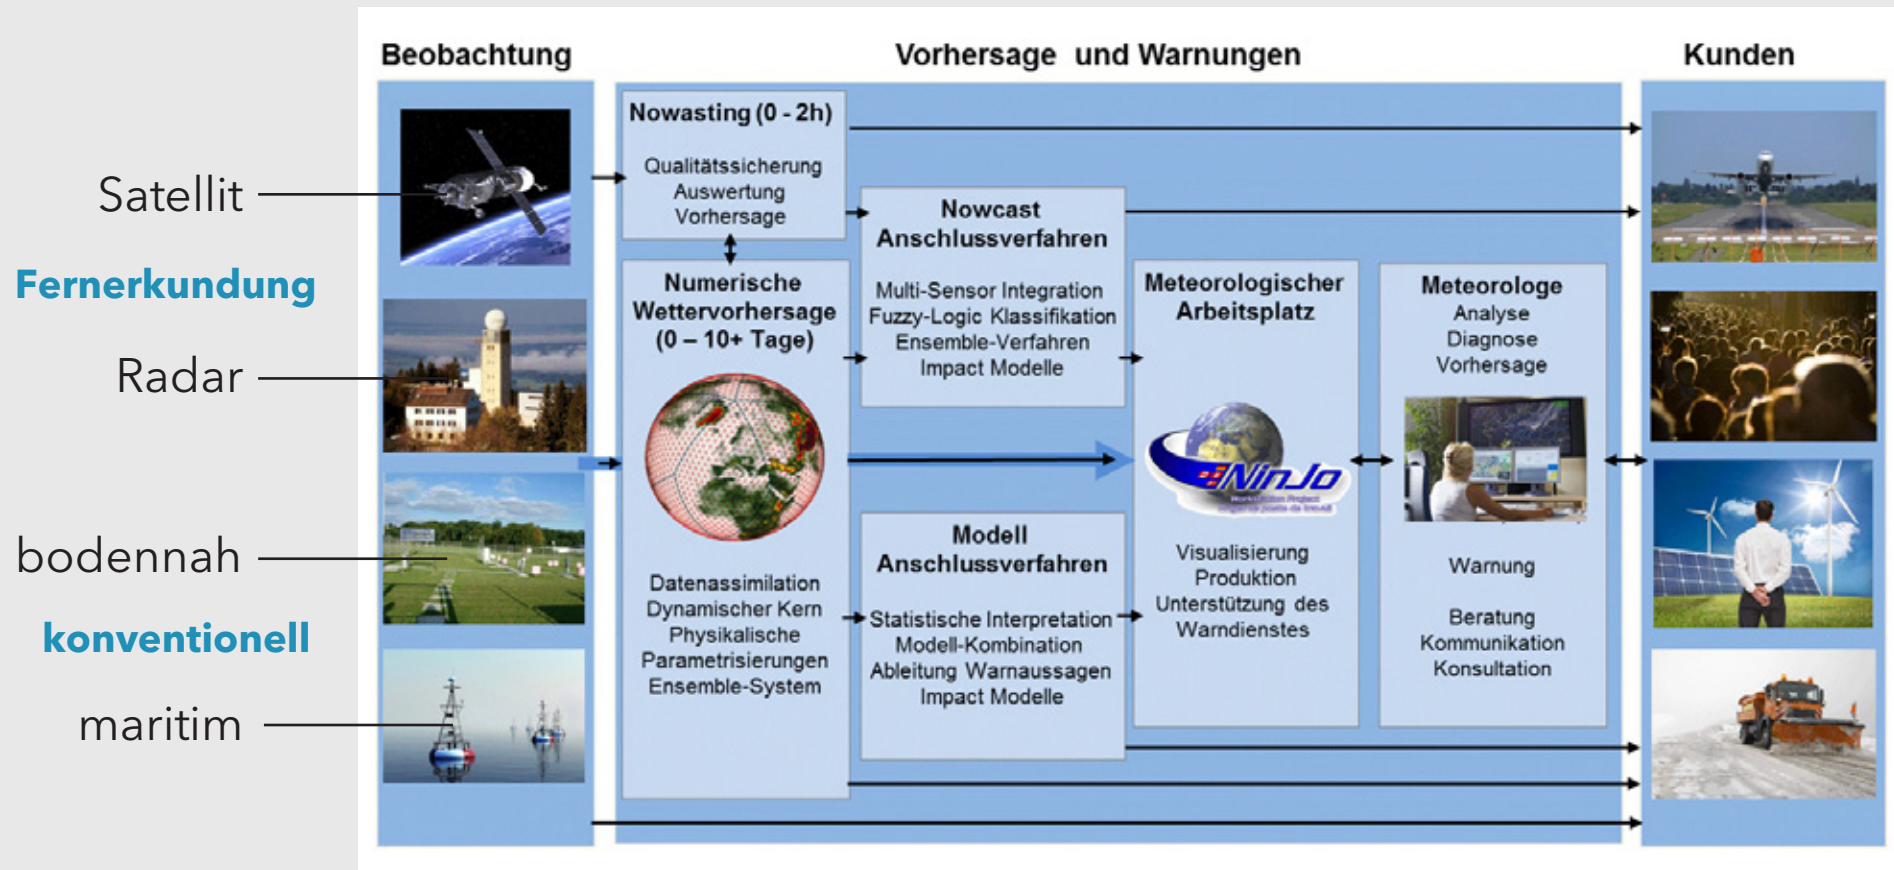 Beobachtung
Vorhersage und Warnungen
Kunden
Satellit
Fernerkundung
Radar
bodennah
konventionell
maritim
Nowasting (0 - 2h)
Qualitätssicherung
Auswertung
Vorhersage
Numerische
Wettervorhersage
(0 – 10+ Tage)
Datenassimilation
Dynamischer Kern
Physikalische
Parametrisierungen
Ensemble-System
Nowcast
Anschlussverfahren
Multi-Sensor Integration
Fuzzy-Logic Klassifikation
Ensemble-Verfahren
Impact Modelle
Modell
Anschlussverfahren
Statistische Interpretation
Modell-Kombination
Ableitung Warnaussagen
Impact Modelle
Meteorologischer
Arbeitsplatz
NinJo
Visualisierung
Produktion
Unterstützung des
Warndienstes
Meteorologe
Analyse
Diagnose
Vorhersage
Warnung
Beratung
Kommunikation
Konsultation